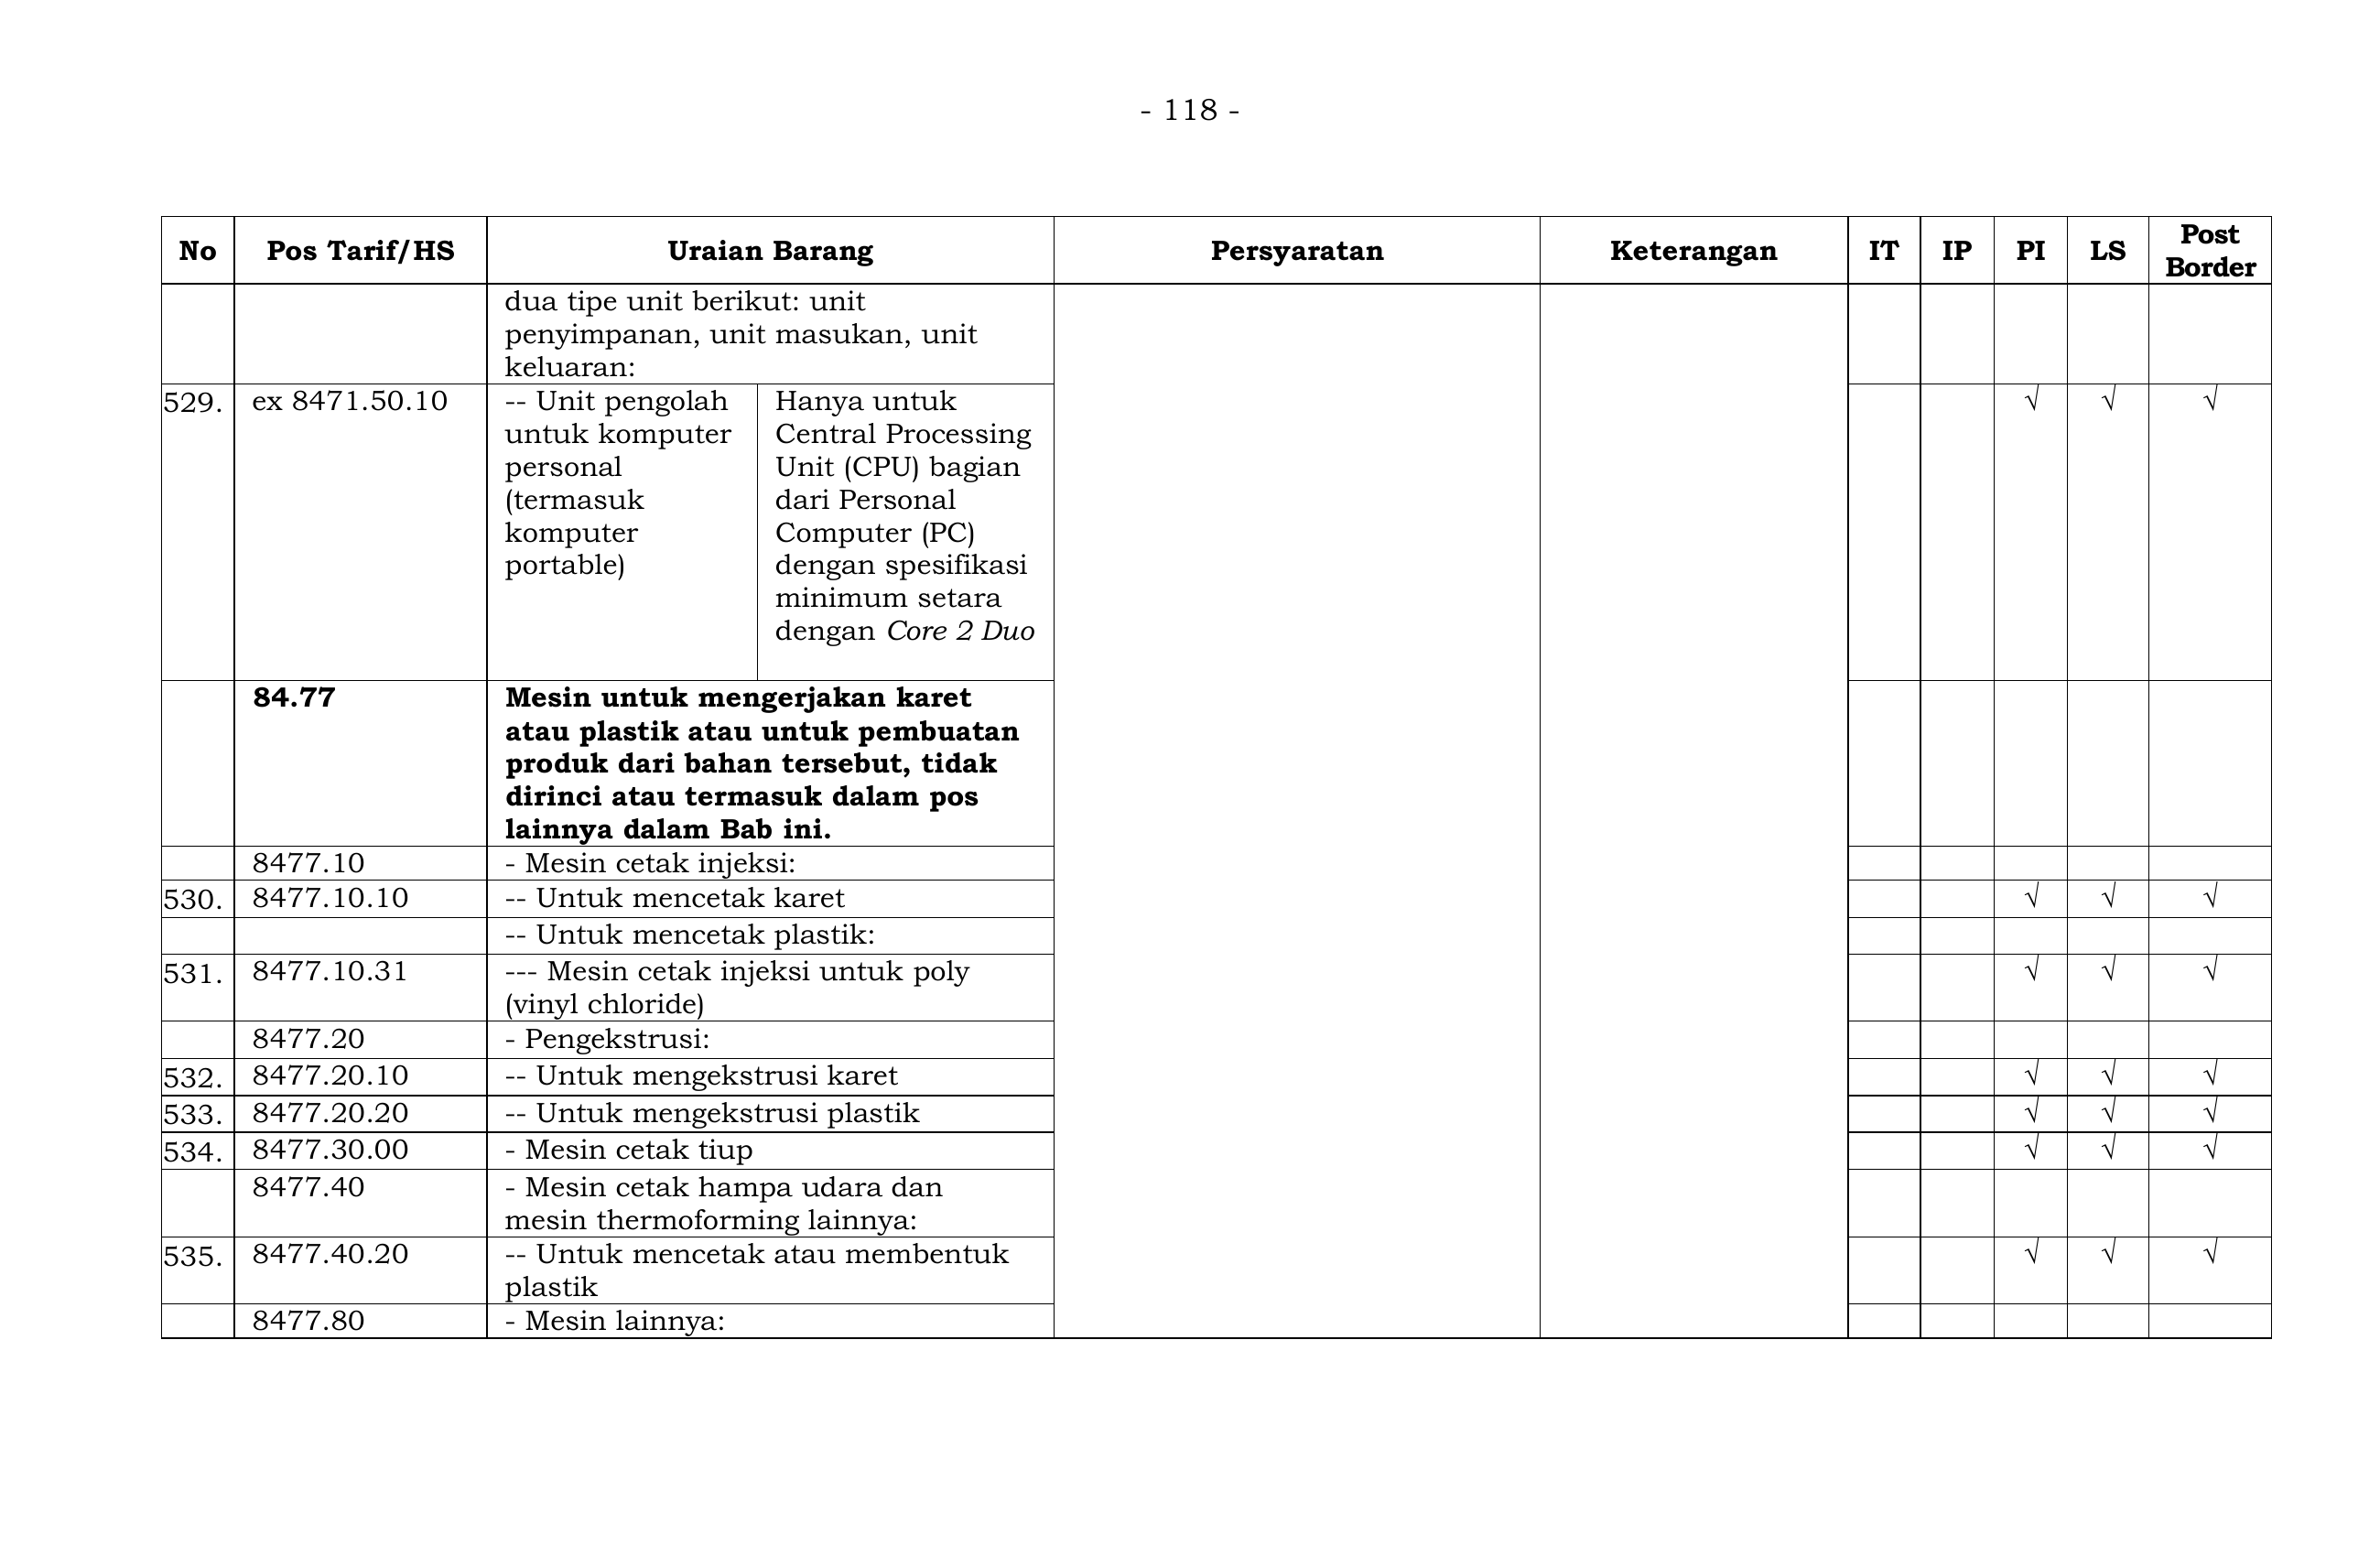 - 118 -
No Pos Tarif/HS Uraian Barang Persyaratan Keterangan IT IP PI LS Post Border
dua tipe unit berikut: unit
penyimpanan, unit masukan, unit
keluaran:
529. ex 8471.50.10 -- Unit pengolah Hanya untuk √ √ √
untuk komputer Central Processing
personal Unit (CPU) bagian
(termasuk dari Personal
komputer Computer (PC)
portable) dengan spesifikasi
minimum setara
dengan Core 2 Duo
84.77 Mesin untuk mengerjakan karet
atau plastik atau untuk pembuatan
produk dari bahan tersebut, tidak
dirinci atau termasuk dalam pos
lainnya dalam Bab ini.
8477.10 - Mesin cetak injeksi:
530. 8477.10.10 -- Untuk mencetak karet √ √ √
-- Untuk mencetak plastik:
531. 8477.10.31 --- Mesin cetak injeksi untuk poly √ √ √
(vinyl chloride)
8477.20 - Pengekstrusi:
532. 8477.20.10 -- Untuk mengekstrusi karet √ √ √
533. 8477.20.20 -- Untuk mengekstrusi plastik √ √ √
534. 8477.30.00 - Mesin cetak tiup √ √ √
8477.40 - Mesin cetak hampa udara dan
mesin thermoforming lainnya:
535. 8477.40.20 -- Untuk mencetak atau membentuk √ √ √
plastik
8477.80 - Mesin lainnya: